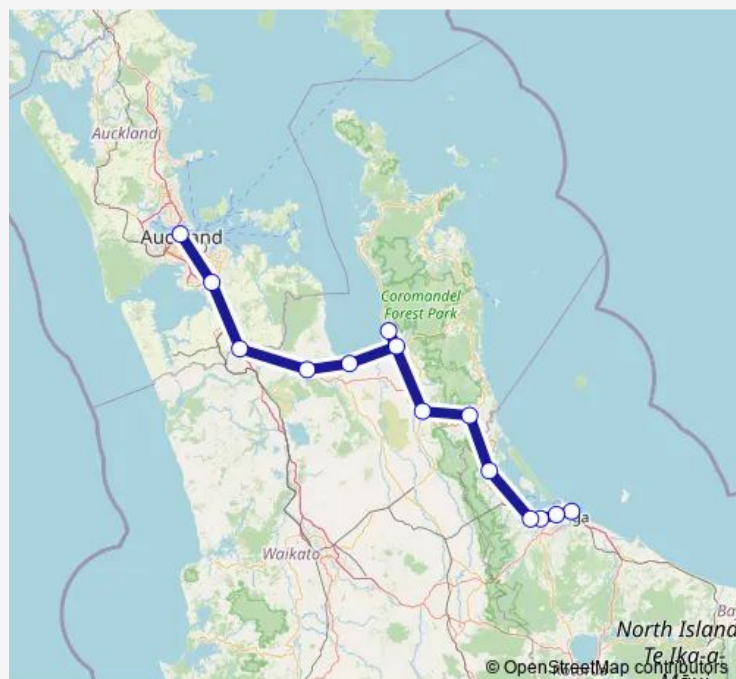 Auckland
Auckland
Coromandel
Forest Park
Waikato
North Island
Te Ika-a-
© OpenStreetMap contributors